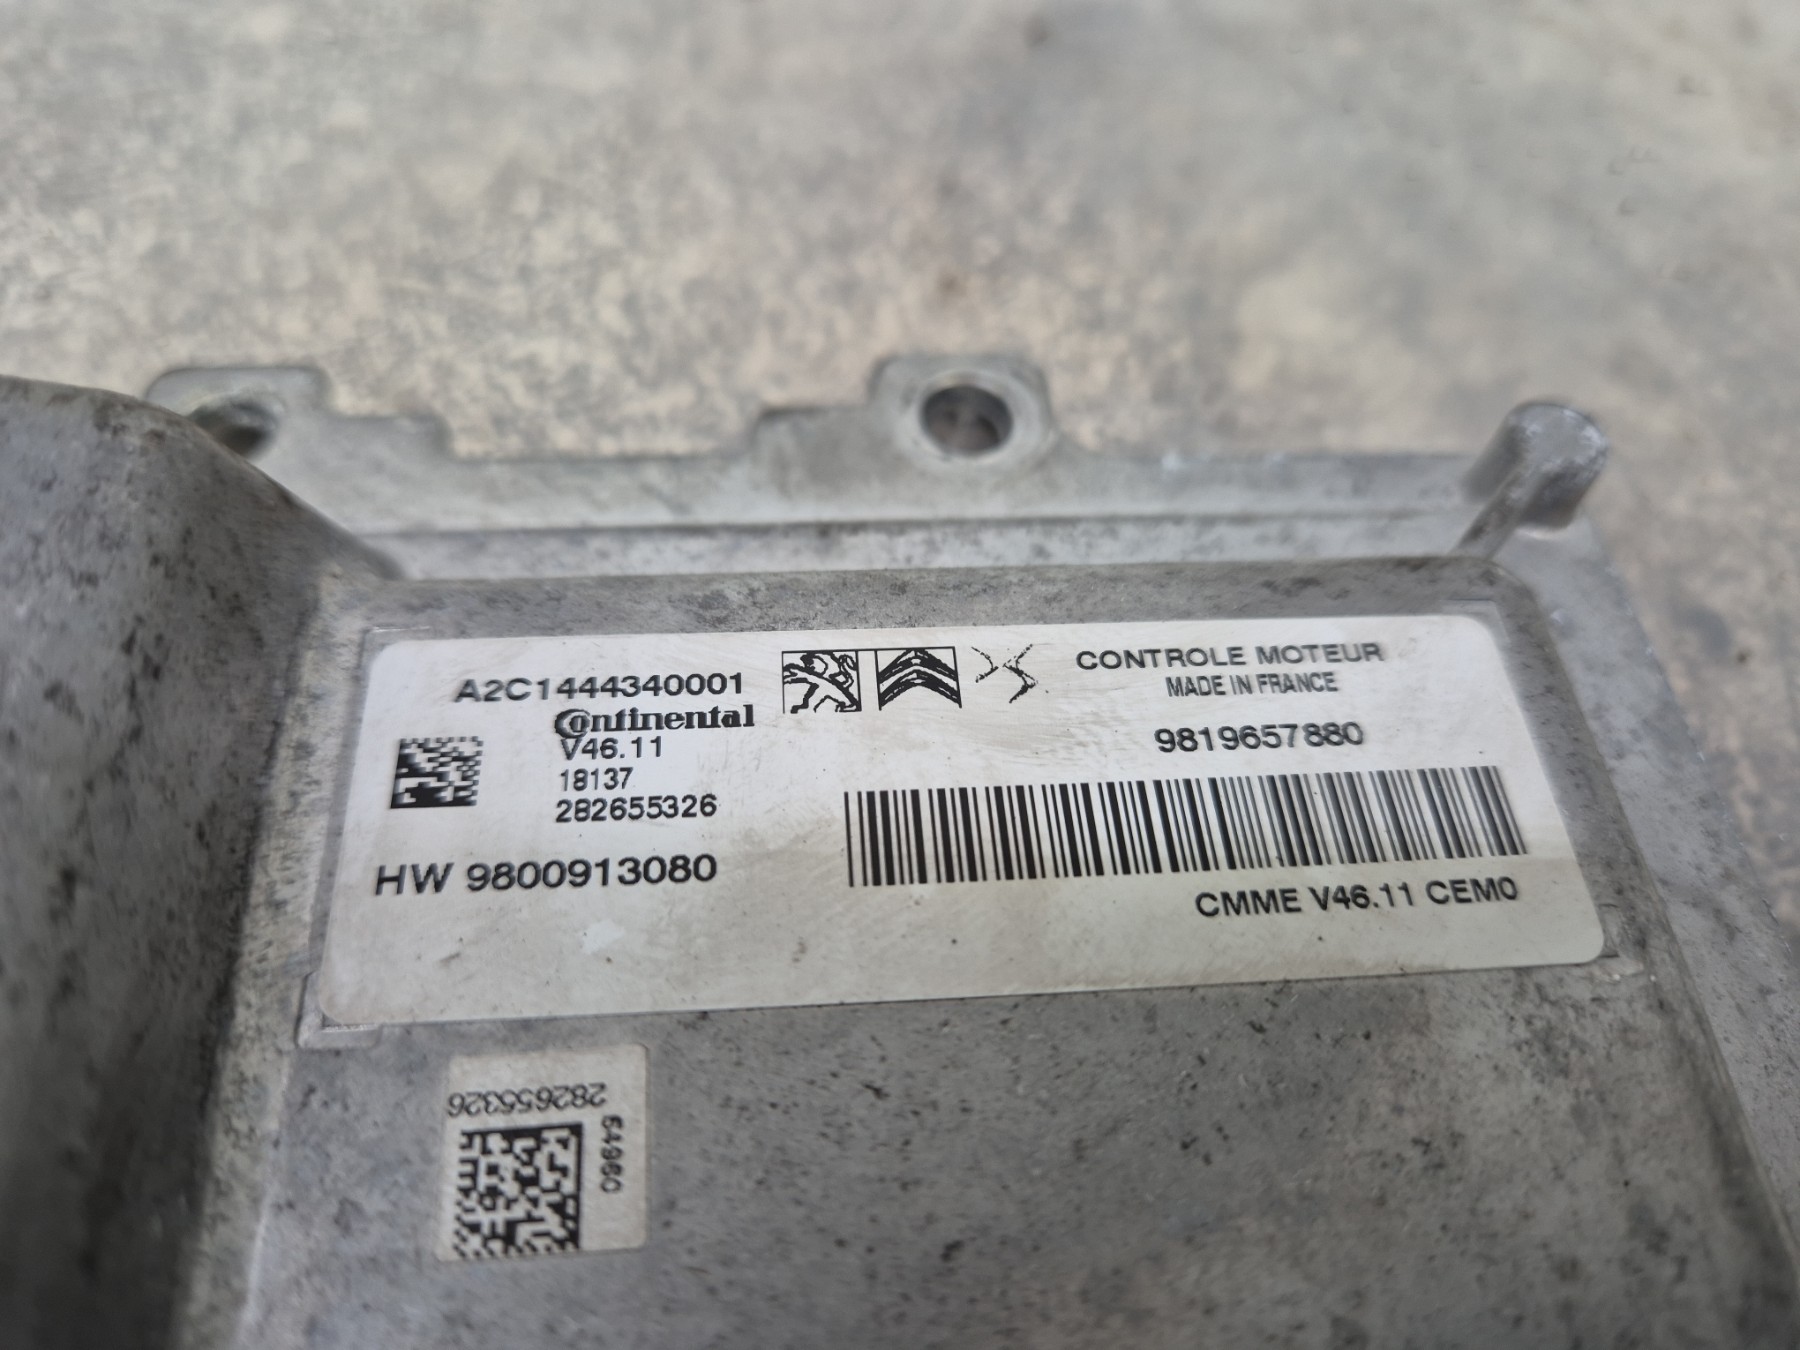 A2C1444340001
Continental
V46.11
18137
282655326
HW 9800913080
CONTROLE MOTEUR
MADE IN FRANCE
9819657880
CMME V46.11 CEM0
282655326
64960